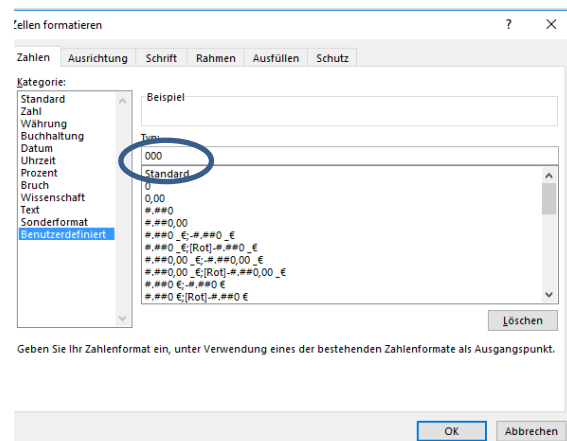 Zellen formatieren ? ×
Zahlen Ausrichtung Schrift Rahmen Ausfüllen Schutz
Kategorie:
Standard
Zahl
Währung
Buchhaltung
Datum
Uhrzeit
Prozent
Bruch
Wissenschaft
Text
Sonderformat
Benutzerdefiniert
Beispiel
Typ:
000
Standard
0
0,00
#.##0
#.##0,00
#.##0 _€;-#.##0 _€
#.##0 _€;[Rot]-#.##0 _€
#.##0,00 _€;-#.##0,00 _€
#.##0,00 _€;[Rot]-#.##0,00 _€
#.##0 €;-#.##0 €
#.##0 €;[Rot]-#.##0 €
Löschen
Geben Sie Ihr Zahlenformat ein, unter Verwendung eines der bestehenden Zahlenformate als Ausgangspunkt.
OK Abbrechen